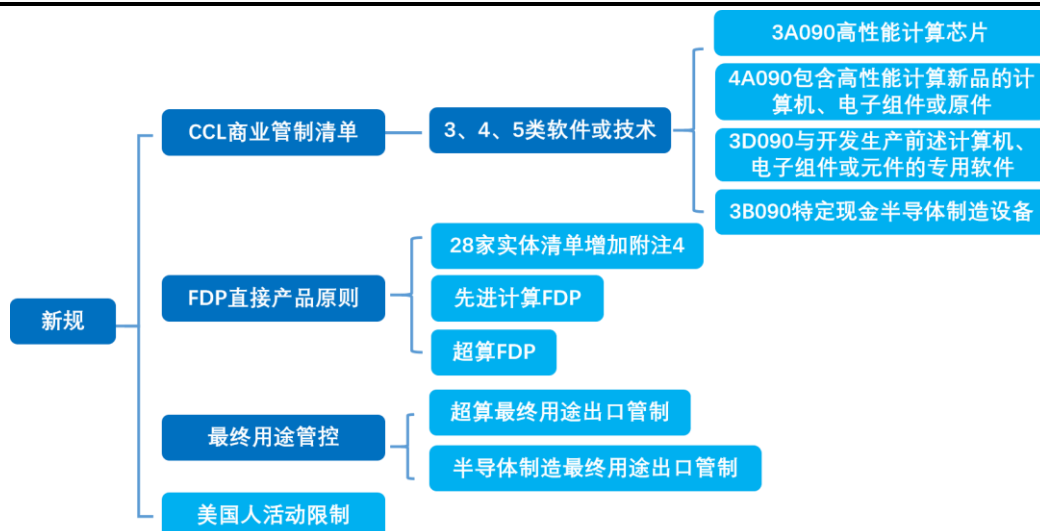 新规
CCL商业管制清单
3、4、5类软件或技术
3A090高性能计算芯片
4A090包含高性能计算新品的计
算机、电子组件或原件
3D090与开发生产前述计算机、
电子组件或元件的专用软件
3B090特定现金半导体制造设备
FDP直接产品原则
28家实体清单增加附注4
先进计算FDP
超算FDP
最终用途管控
超算最终用途出口管制
半导体制造最终用途出口管制
美国人活动限制